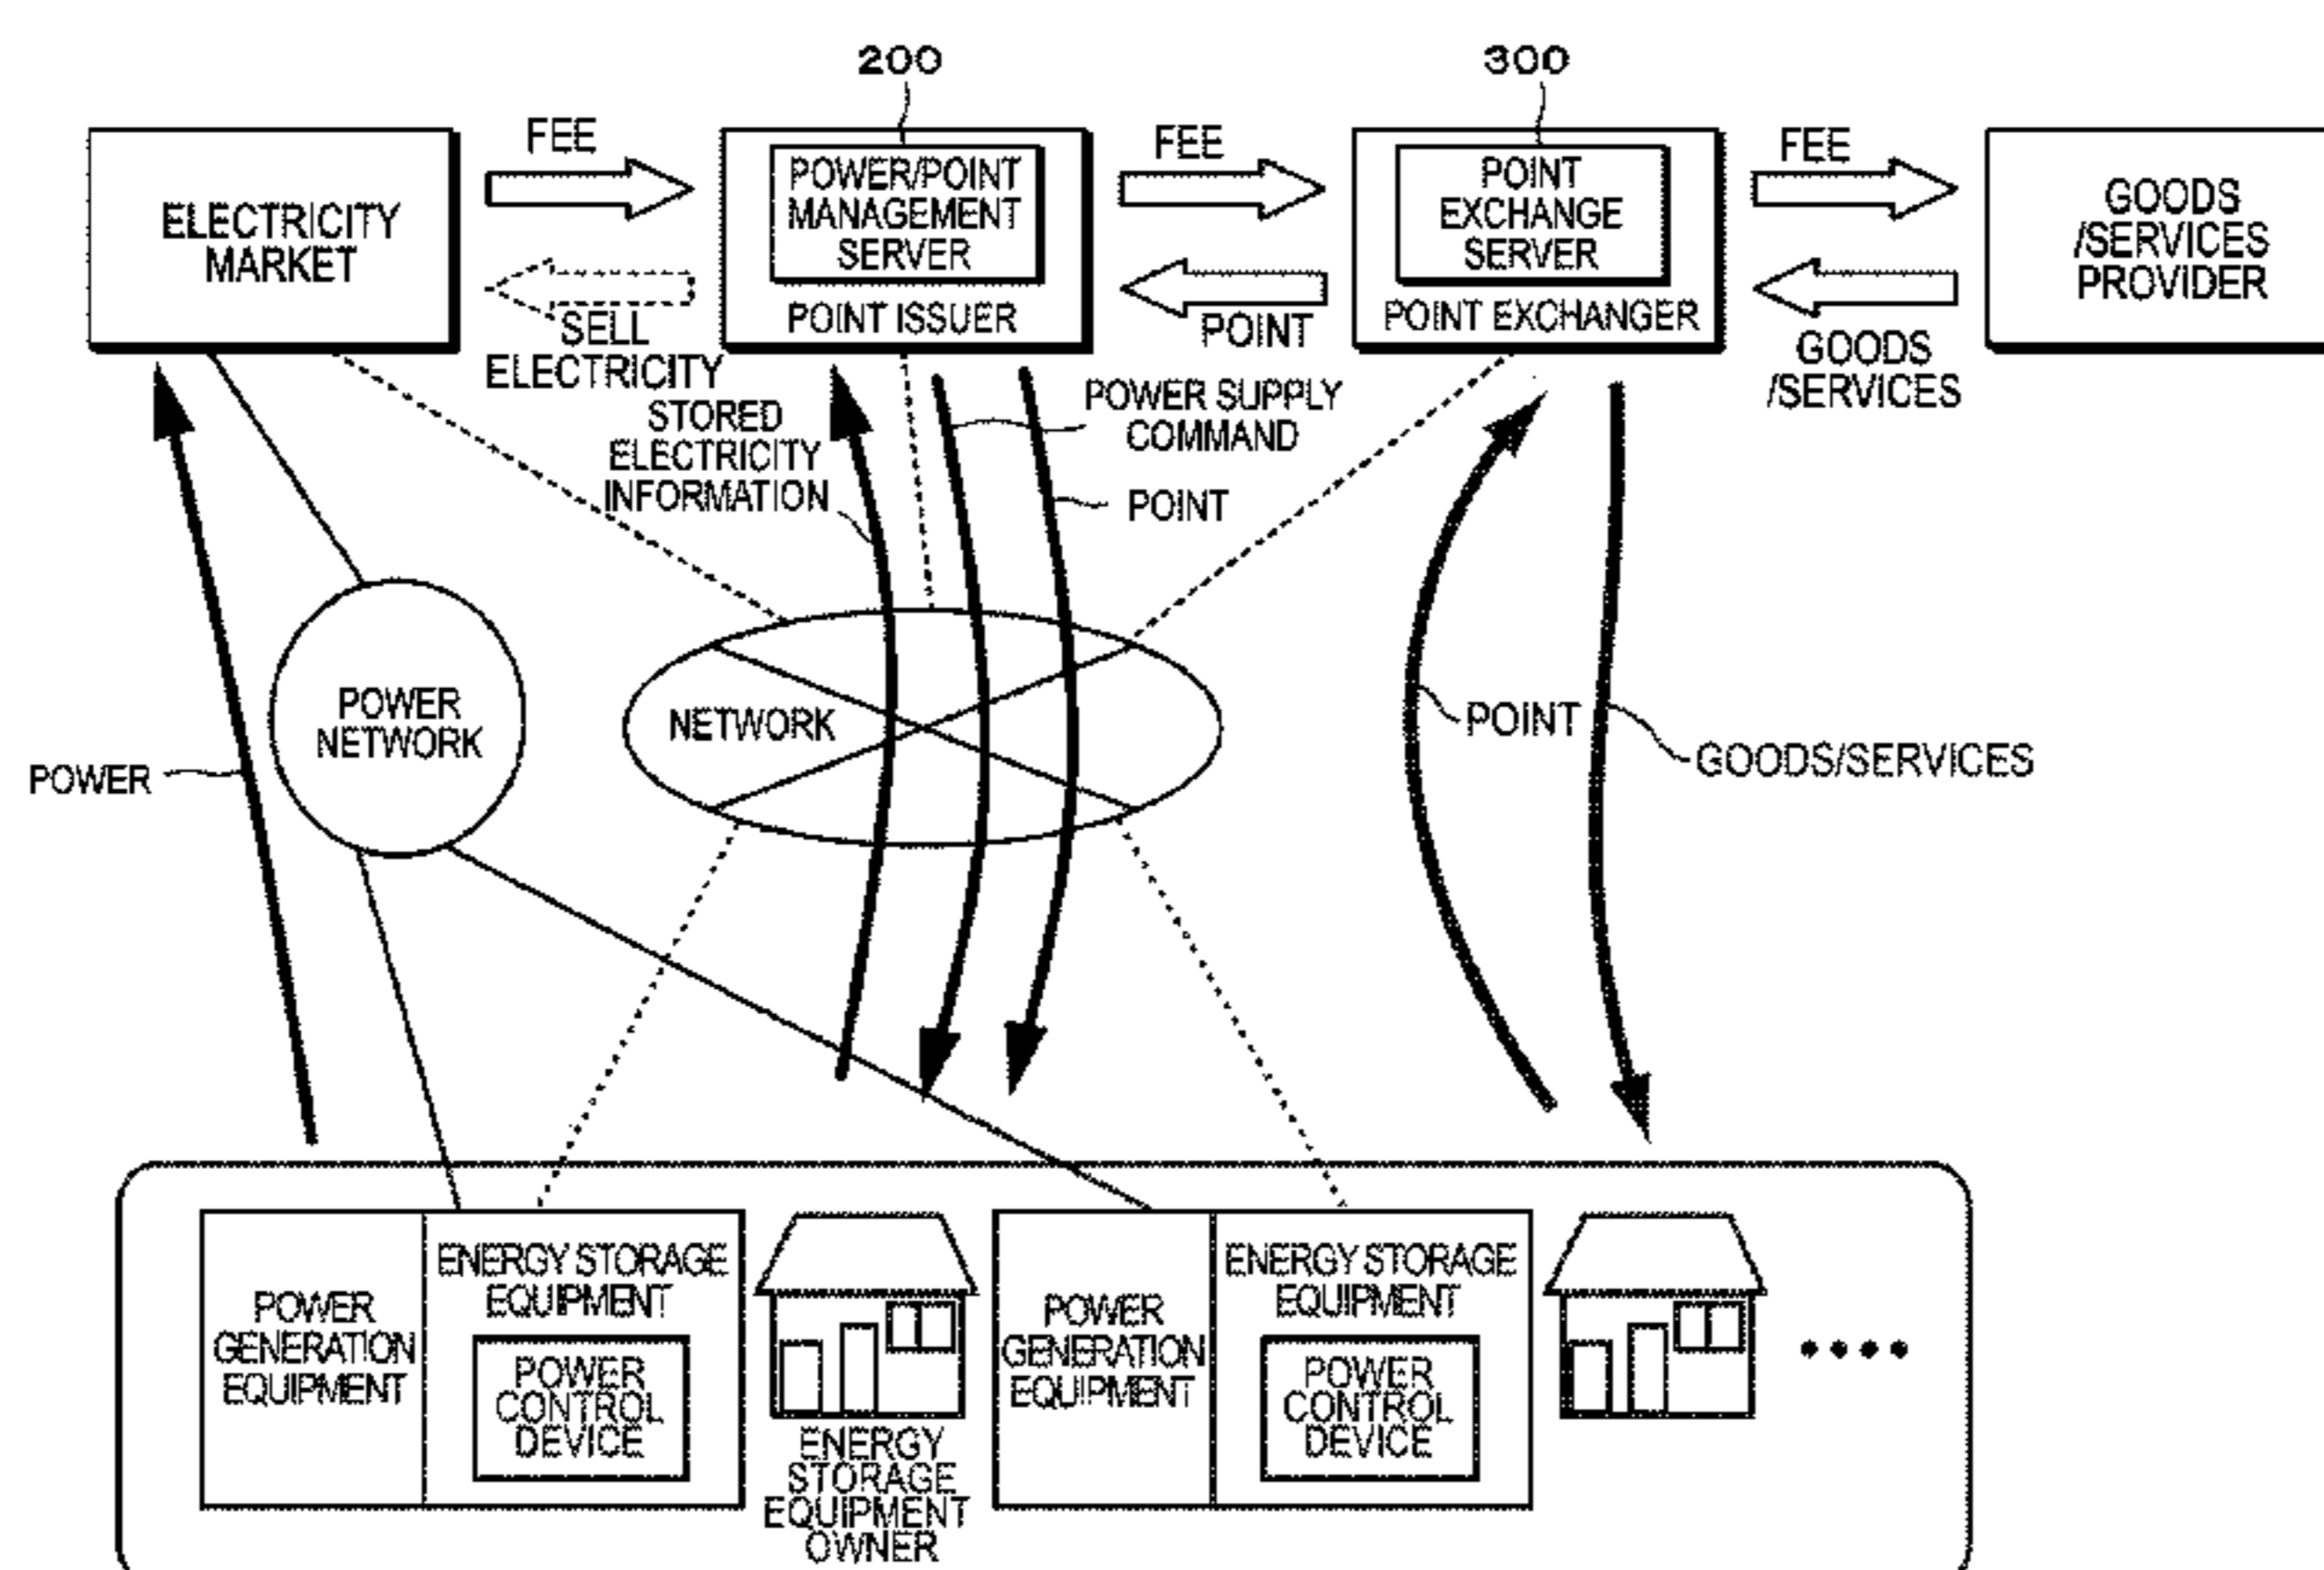 200
300
FEE
FEE
FEE
ELECTRICITY
MARKET
POWER/POINT
MANAGEMENT
SERVER
POINT ISSUER
POINT
EXCHANGE
SERVER
POINT EXCHANGER
GOODS
/SERVICES
PROVIDER
SELL
ELECTRICITY
POINT
GOODS
/SERVICES
STORED
ELECTRICITY
INFORMATION
POWER SUPPLY
COMMAND
POINT
POWER
NETWORK
NETWORK
POINT
GOODS/SERVICES
POWER
POWER
GENERATION
EQUIPMENT
ENERGY STORAGE
EQUIPMENT
POWER
CONTROL
DEVICE
ENERGY
STORAGE
EQUIPMENT
OWNER
POWER
GENERATION
EQUIPMENT
ENERGY STORAGE
EQUIPMENT
POWER
CONTROL
DEVICE